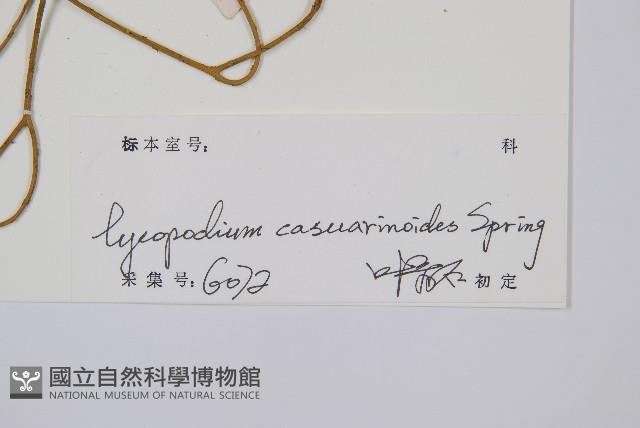 标本室号：
科
Lycopodium casuarinoides Spring
采集号：6072
初定
國立自然科學博物館
NATIONAL MUSEUM OF NATURAL SCIENCE